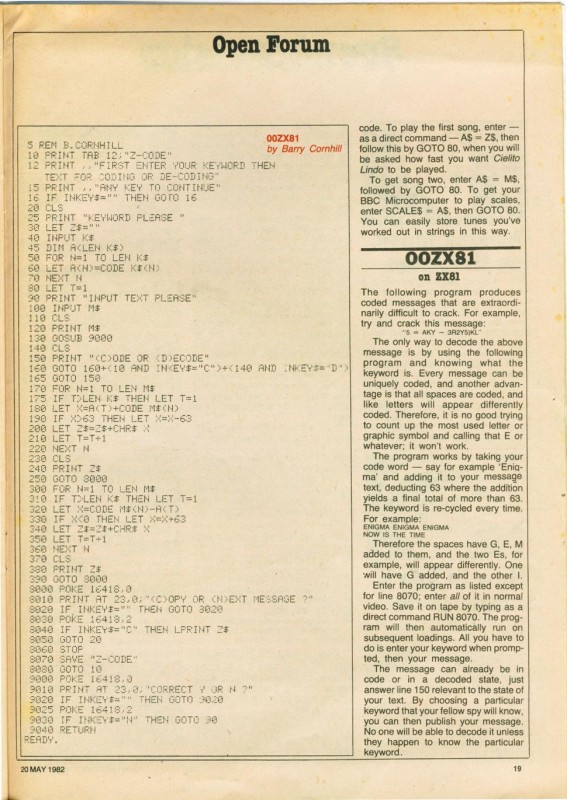 Open Forum
00ZX81
by Barry Cornhill
5 REM B.CORNHILL
10 PRINT TAB 12;"Z-CODE"
12 PRINT ,,"FIRST ENTER YOUR KEYWORD THEN
TEXT FOR CODING OR DE-CODING"
15 PRINT ,,"ANY KEY TO CONTINUE"
16 IF INKEY$="" THEN GOTO 16
20 CLS
25 PRINT "KEYWORD PLEASE "
30 LET Z$=""
40 INPUT K$
45 DIM A(LEN K$)
50 FOR N=1 TO LEN K$
60 LET A(N)=CODE K$(N)
70 NEXT N
80 LET T=1
90 PRINT "INPUT TEXT PLEASE"
100 INPUT M$
110 CLS
120 PRINT M$
130 GOSUB 9000
140 CLS
150 PRINT "(C)ODE OR (D)ECODE"
160 GOTO 160+(10 AND INKEY$="C")+(140 AND INKEY$="D")
165 GOTO 150
170 FOR N=1 TO LEN M$
175 IF T>LEN K$ THEN LET T=1
180 LET X=A(T)+CODE M$(N)
190 IF X>63 THEN LET X=X-63
200 LET Z$=Z$+CHR$ X
210 LET T=T+1
220 NEXT N
230 CLS
240 PRINT Z$
250 GOTO 8000
300 FOR N=1 TO LEN M$
310 IF T>LEN K$ THEN LET T=1
320 LET X=CODE M$(N)-A(T)
330 IF X<0 THEN LET X=X+63
340 LET Z$=Z$+CHR$ X
350 LET T=T+1
360 NEXT N
370 CLS
380 PRINT Z$
390 GOTO 8000
8000 POKE 16418,0
8010 PRINT AT 23,0;"(C)OPY OR (N)EXT MESSAGE ?"
8020 IF INKEY$="" THEN GOTO 8020
8030 POKE 16418,2
8040 IF INKEY$="C" THEN LPRINT Z$
8050 GOTO 20
8060 STOP
8070 SAVE "Z-CODE"
8080 GOTO 10
9000 POKE 16418,0
9010 PRINT AT 23,0;"CORRECT Y OR N ?"
9020 IF INKEY$="" THEN GOTO 9020
9025 POKE 16418,2
9030 IF INKEY$="N" THEN GOTO 90
9040 RETURN
READY.
code. To play the first song, enter —
as a direct command — A$ = Z$, then
follow this by GOTO 80, when you will
be asked how fast you want Cielito
Lindo to be played.
To get song two, enter A$ = M$,
followed by GOTO 80. To get your
BBC Microcomputer to play scales,
enter SCALE$ = A$, then GOTO 80.
You can easily store tunes you've
worked out in strings in this way.
00ZX81
on ZX81
The following program produces
coded messages that are extraordi-
narily difficult to crack. For example,
try and crack this message:
"5 = AKY – 3R2Y5)KL"
The only way to decode the above
message is by using the following
program and knowing what the
keyword is. Every message can be
uniquely coded, and another advan-
tage is that all spaces are coded, and
like letters will appear differently
coded. Therefore, it is no good trying
to count up the most used letter or
graphic symbol and calling that E or
whatever; it won't work.
The program works by taking your
code word — say for example 'Eniq-
ma' and adding it to your message
text, deducting 63 where the addition
yields a final total of more than 63.
The keyword is re-cycled every time.
For example:
ENIGMA ENIGMA ENIGMA
NOW IS THE TIME
Therefore the spaces have G, E, M
added to them, and the two Es, for
example, will appear differently. One
will have G added, and the other I.
Enter the program as listed except
for line 8070; enter all of it in normal
video. Save it on tape by typing as a
direct command RUN 8070. The prog-
ram will then automatically run on
subsequent loadings. All you have to
do is enter your keyword when promp-
ted, then your message.
The message can already be in
code or in a decoded state, just
answer line 150 relevant to the state of
your text. By choosing a particular
keyword that your fellow spy will know,
you can then publish your message.
No one will be able to decode it unless
they happen to know the particular
keyword.
20 MAY 1982
19